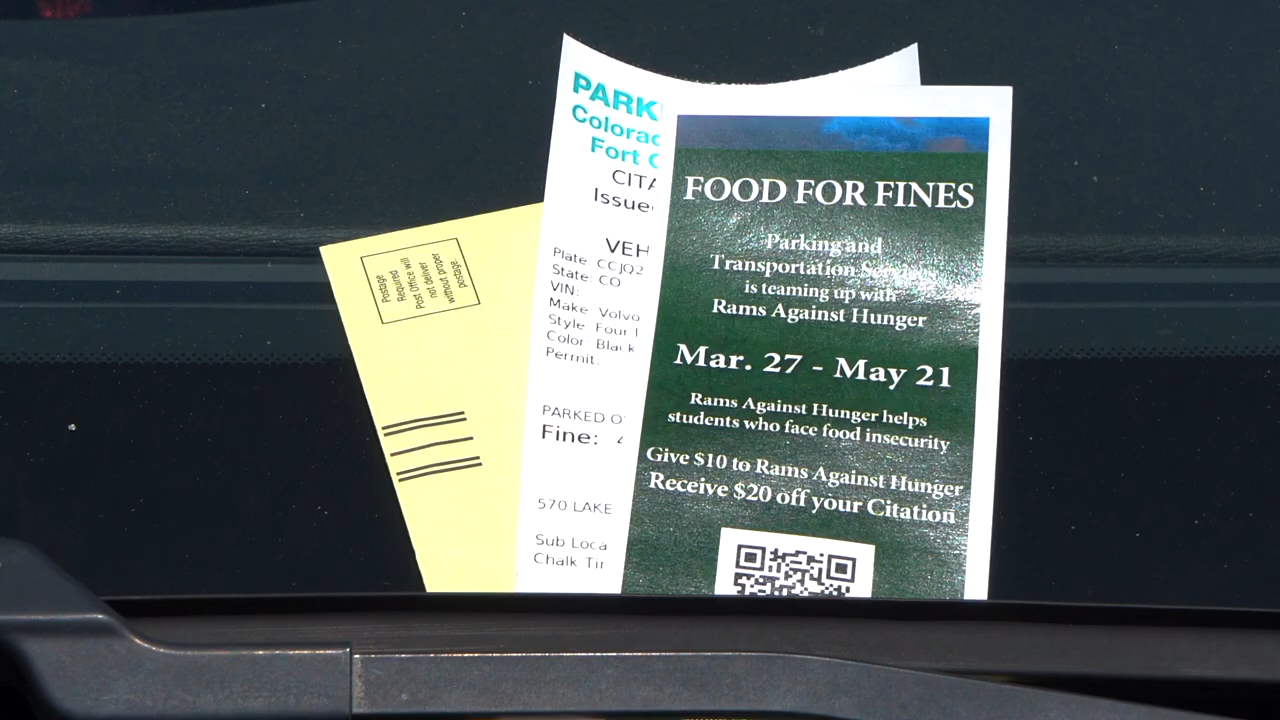 Postage
Required
Post Office will
not deliver
without proper
postage.
PARK
Colorac
Fort C
CITA
Issue
VEH
Plate CCJQ2
State: CO
VIN:
Make Volvo
Style Four
Color Black
Permit:
PARKED O
Fine:
570 LAKE
Sub Loca
Chalk Tir
FOOD FOR FINES
Parking and
Transportation Services
is teaming up with
Rams Against Hunger
Mar. 27 - May 21
Rams Against Hunger helps
students who face food insecurity
Give $10 to Rams Against Hunger
Receive $20 off your Citation